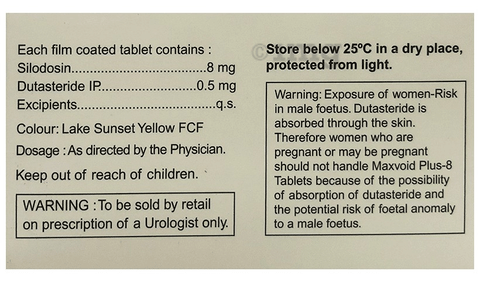 Each film coated tablet contains :
Silodosin..................................8 mg
Dutasteride IP.......................0.5 mg
Excipients..................................q.s.
Colour: Lake Sunset Yellow FCF
Dosage : As directed by the Physician.
Keep out of reach of children.
WARNING : To be sold by retail
on prescription of a Urologist only.
Store below 25ºC in a dry place,
protected from light.
Warning: Exposure of women-Risk
in male foetus. Dutasteride is
absorbed through the skin.
Therefore women who are
pregnant or may be pregnant
should not handle Maxvoid Plus-8
Tablets because of the possibility
of absorption of dutasteride and
the potential risk of foetal anomaly
to a male foetus.